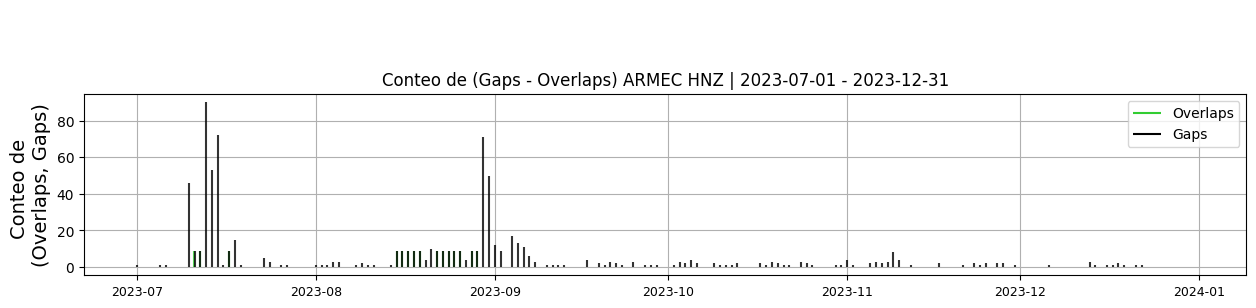 Conteo de (Gaps - Overlaps) ARMEC HNZ | 2023-07-01 - 2023-12-31
Conteo de
(Overlaps, Gaps)
80
60
40
20
0
Overlaps
Gaps
2023-07
2023-08
2023-09
2023-10
2023-11
2023-12
2024-01